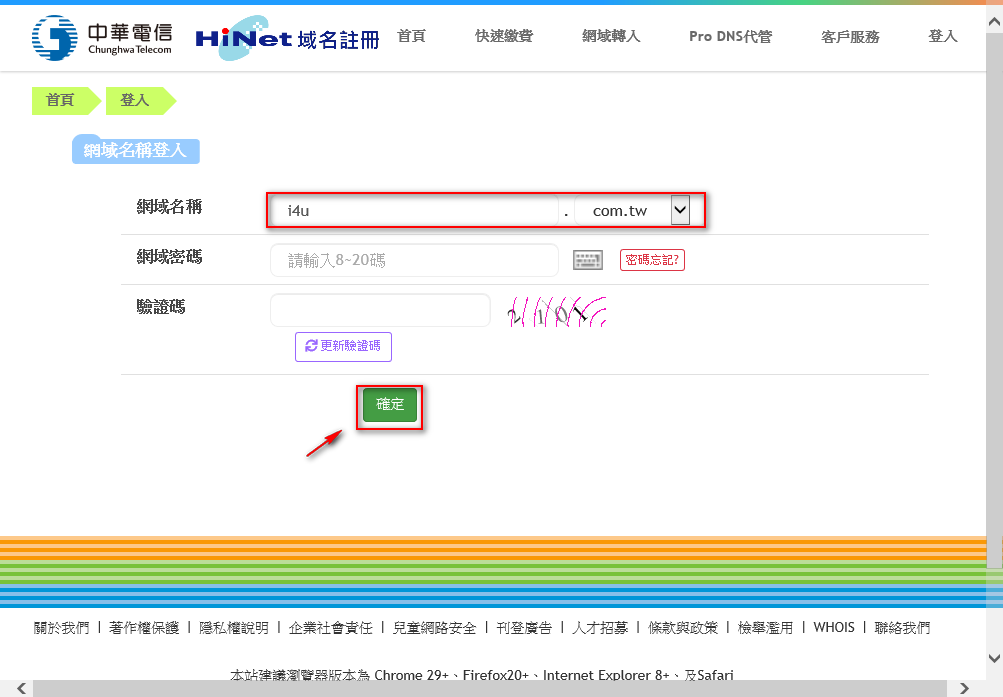 中華電信
Chunghwa Telecom
HiNet 域名註冊
首頁 快速繳費 網域轉入 Pro DNS代管 客戶服務 登入
首頁 登入
網域名稱登入
網域名稱 i4u . com.tw
網域密碼 請輸入8~20碼 密碼忘記?
驗證碼 2101
更新驗證碼
確定
關於我們 | 著作權保護 | 隱私權說明 | 企業社會責任 | 兒童網路安全 | 刊登廣告 | 人才招募 | 條款與政策 | 檢舉濫用 | WHOIS | 聯絡我們
本站建議瀏覽器版本為 Chrome 29+、Firefox20+、Internet Explorer 8+、及Safari